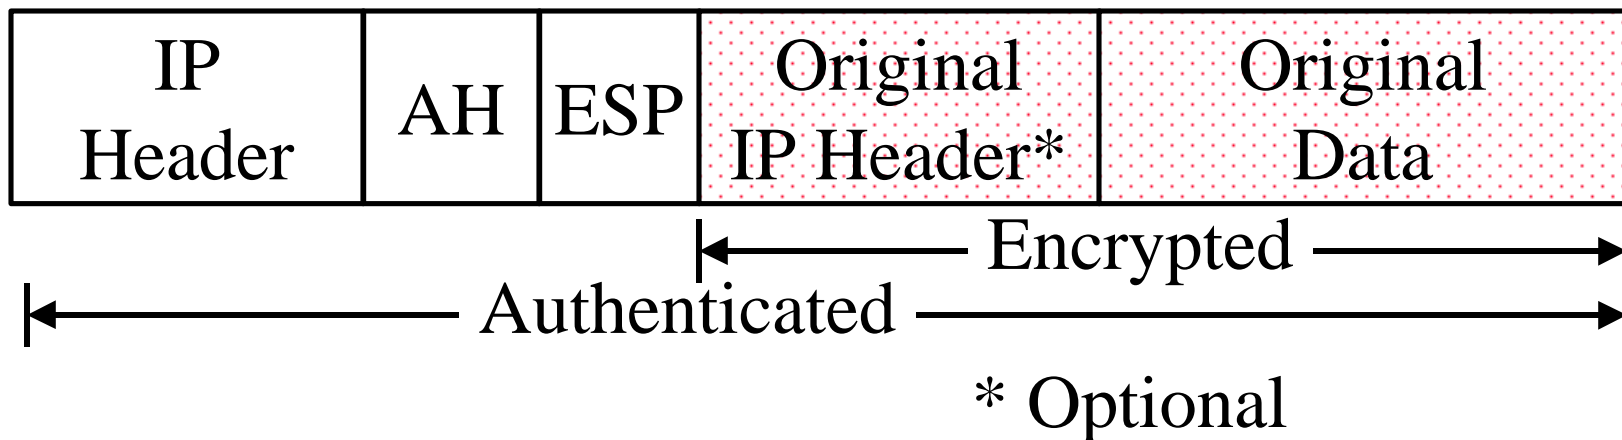 IP
Header
AH
ESP
Original
IP Header*
Original
Data
Encrypted
Authenticated
* Optional